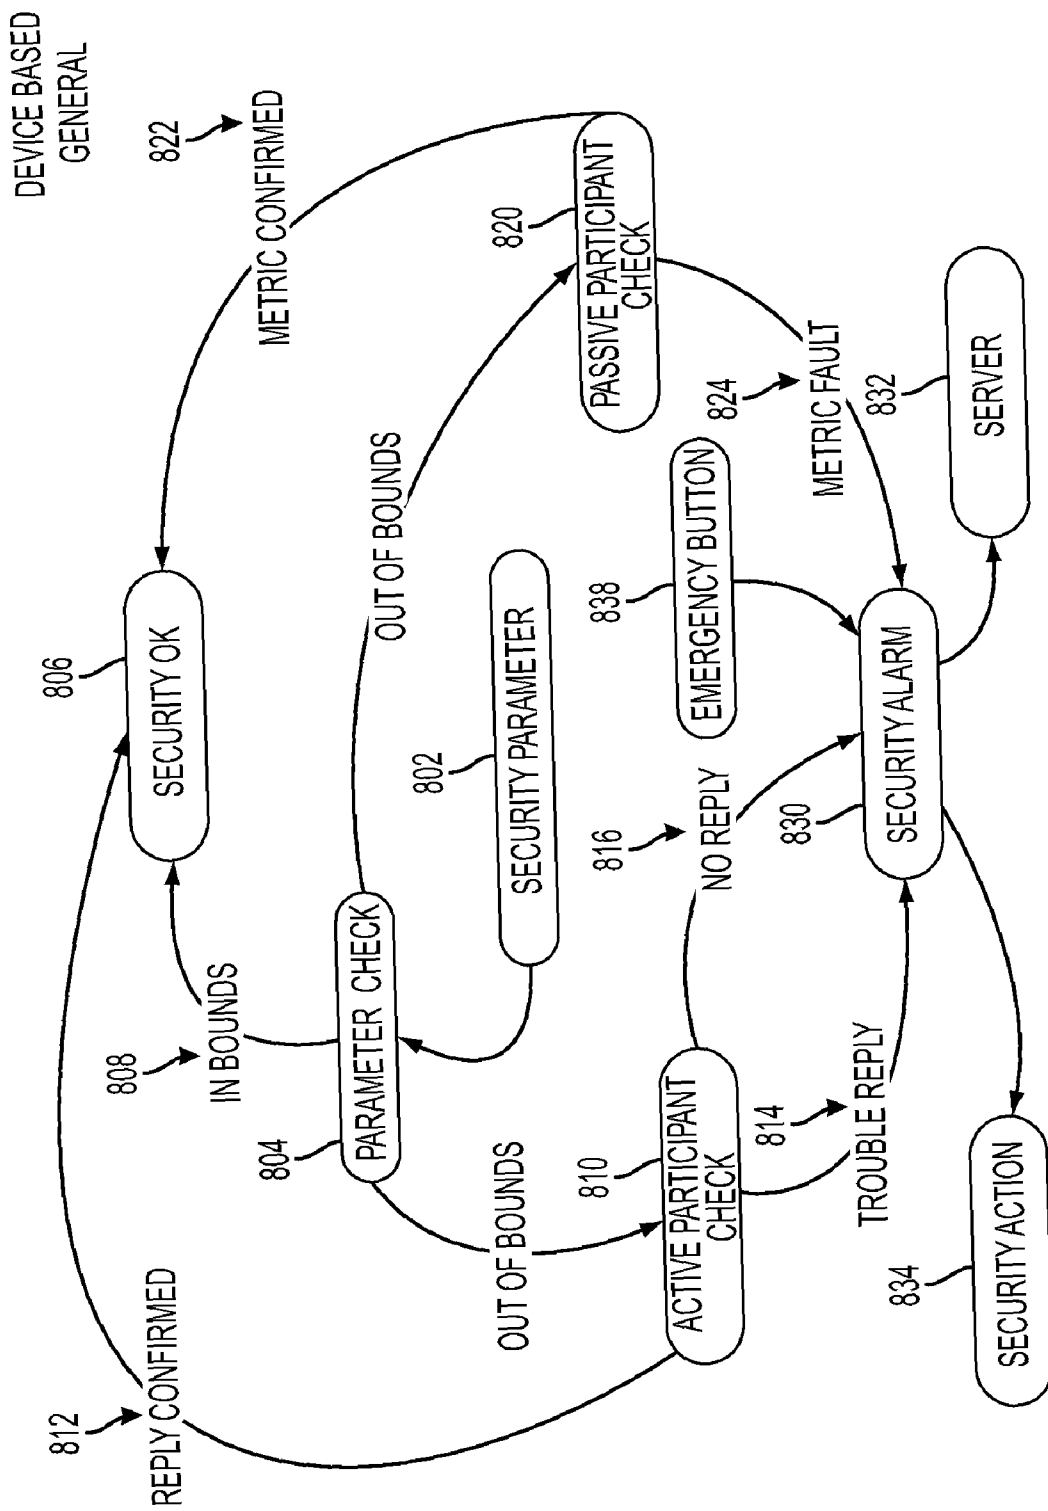 DEVICE BASED
GENERAL
822
METRIC CONFIRMED
806
SECURITY OK
812
REPLY CONFIRMED
808
IN BOUNDS
OUT OF BOUNDS
820
PASSIVE PARTICIPANT
CHECK
804
PARAMETER CHECK
802
SECURITY PARAMETER
OUT OF BOUNDS
810
ACTIVE PARTICIPANT
CHECK
816
NO REPLY
838
EMERGENCY BUTTON
824
METRIC FAULT
814
TROUBLE REPLY
830
SECURITY ALARM
832
SERVER
834
SECURITY ACTION